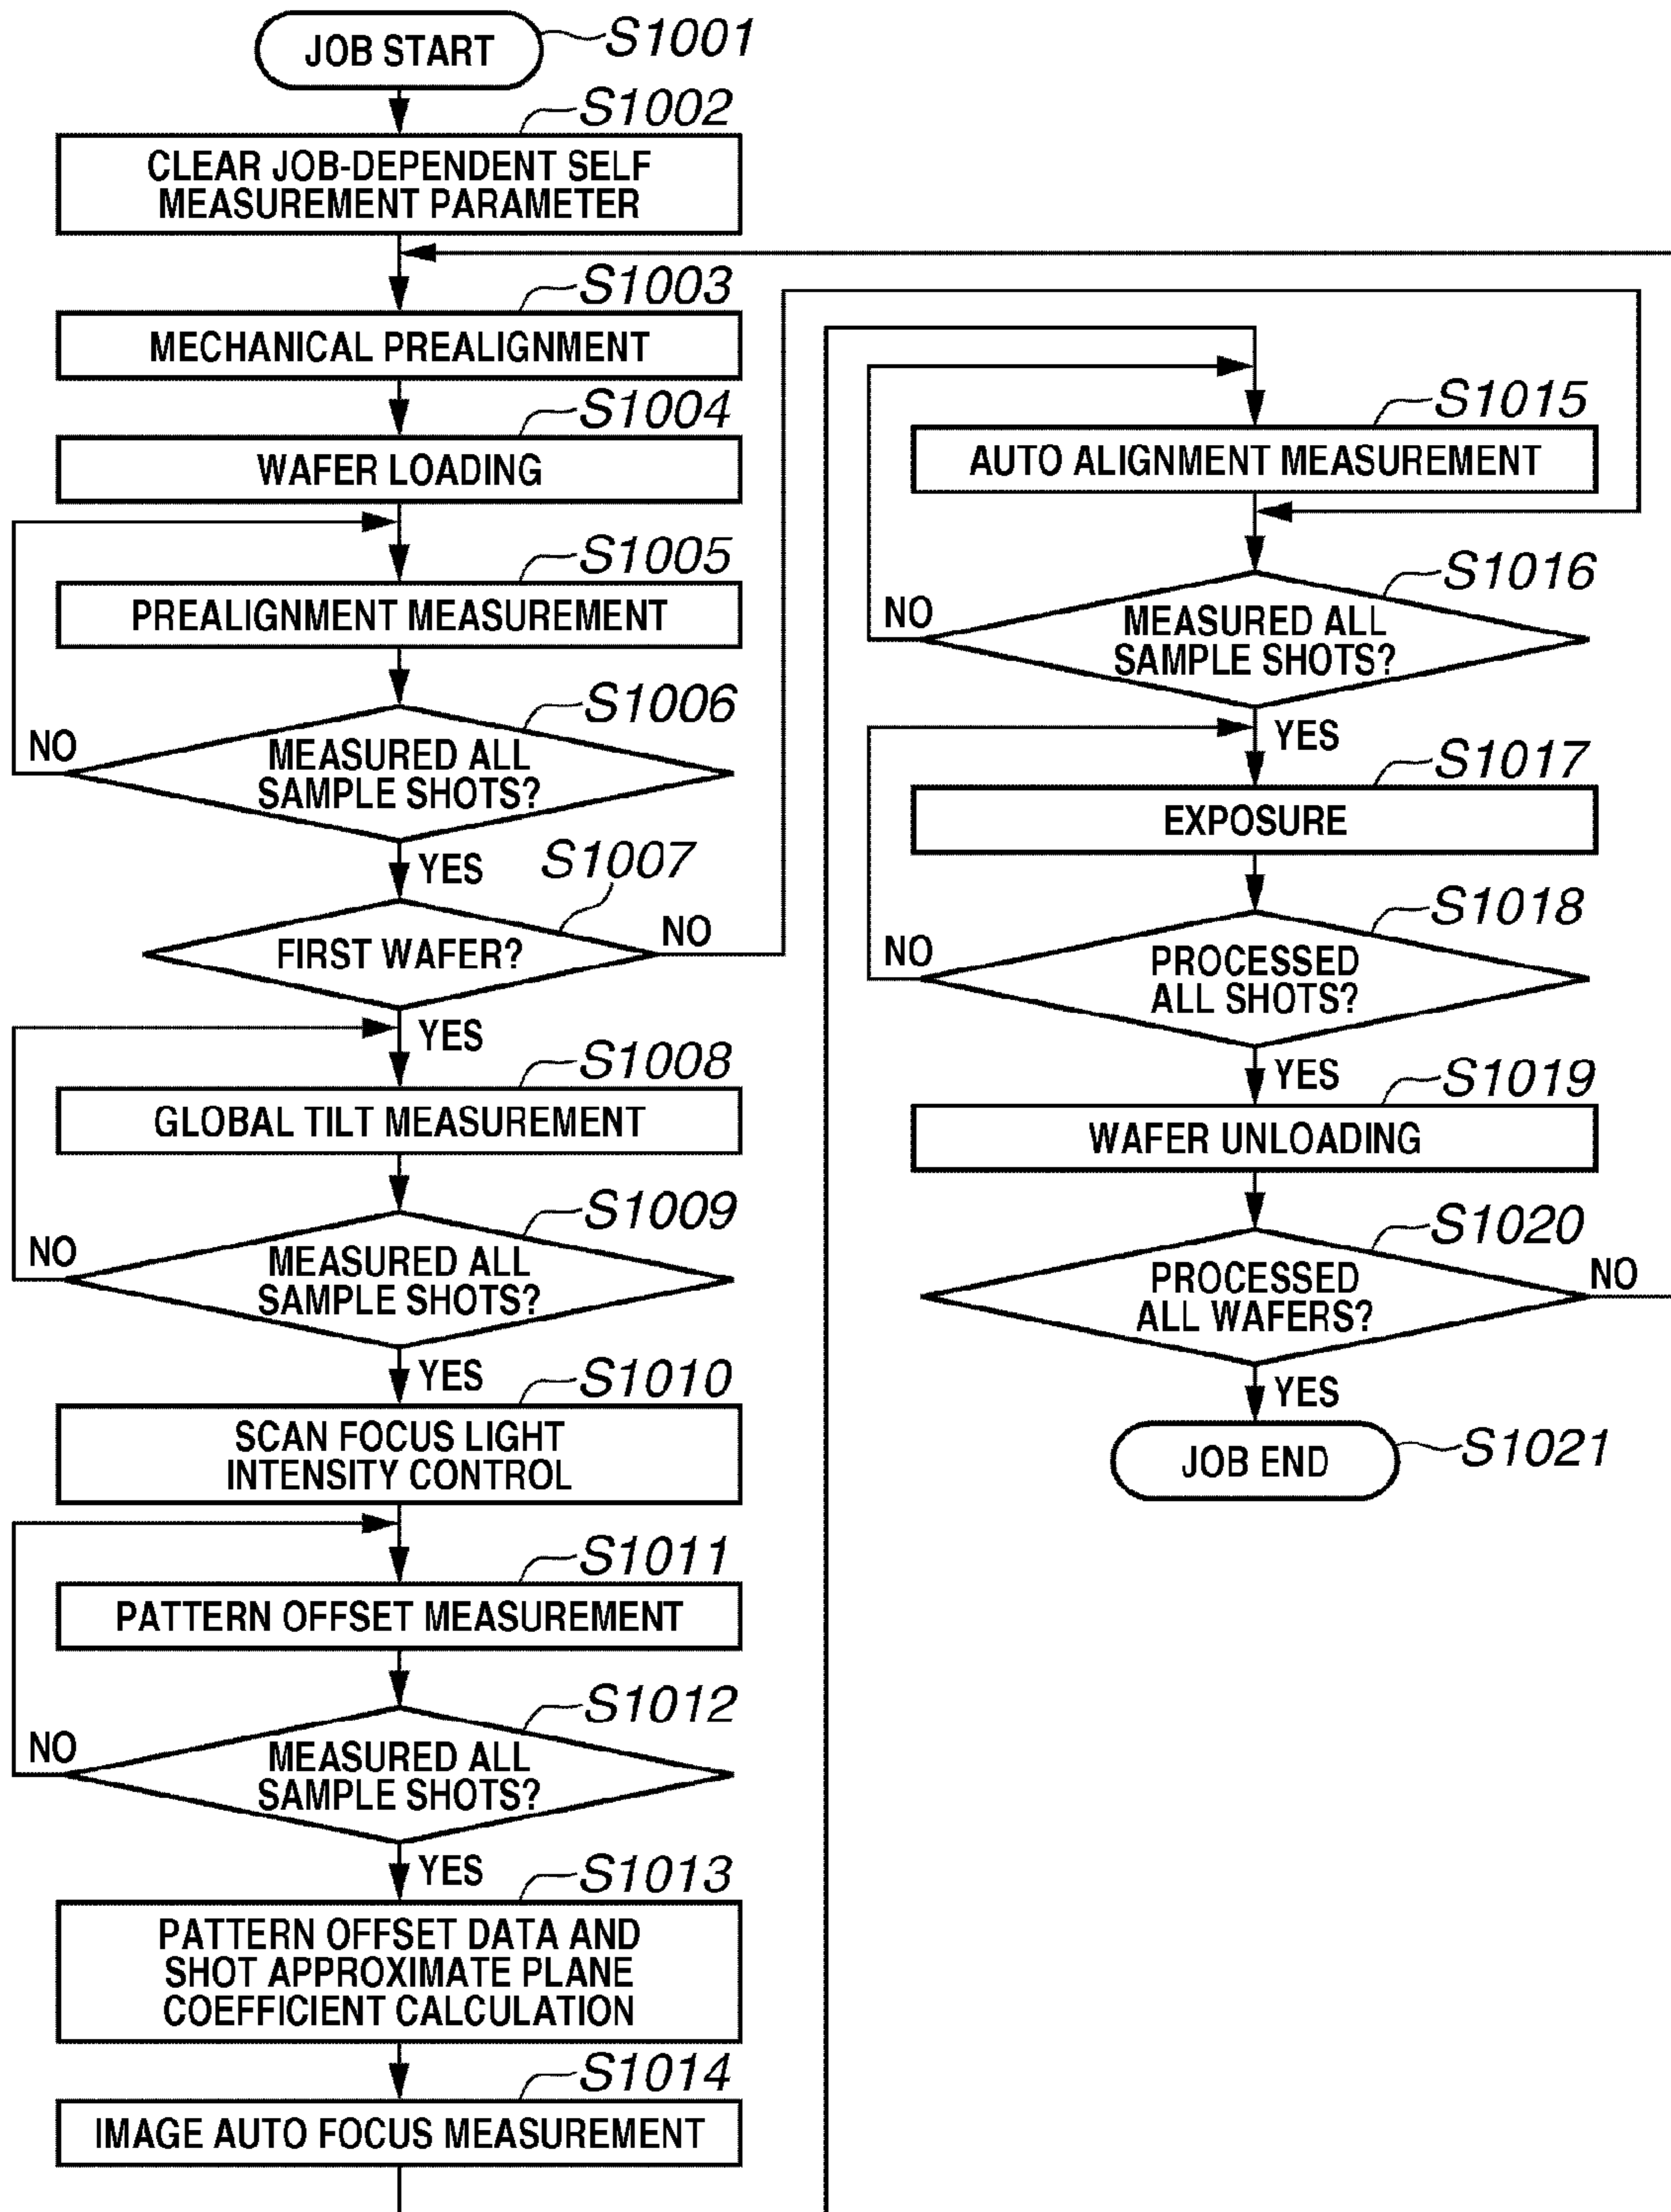 JOB START
S1001
S1002
CLEAR JOB-DEPENDENT SELF
MEASUREMENT PARAMETER
S1003
MECHANICAL PREALIGNMENT
S1004
WAFER LOADING
S1005
PREALIGNMENT MEASUREMENT
S1006
NO
MEASURED ALL
SAMPLE SHOTS?
YES
S1007
FIRST WAFER?
NO
YES
S1008
GLOBAL TILT MEASUREMENT
S1009
NO
MEASURED ALL
SAMPLE SHOTS?
YES
S1010
SCAN FOCUS LIGHT
INTENSITY CONTROL
S1011
PATTERN OFFSET MEASUREMENT
S1012
NO
MEASURED ALL
SAMPLE SHOTS?
YES
S1013
PATTERN OFFSET DATA AND
SHOT APPROXIMATE PLANE
COEFFICIENT CALCULATION
S1014
IMAGE AUTO FOCUS MEASUREMENT
S1015
AUTO ALIGNMENT MEASUREMENT
S1016
NO
MEASURED ALL
SAMPLE SHOTS?
YES
S1017
EXPOSURE
S1018
NO
PROCESSED
ALL SHOTS?
YES
S1019
WAFER UNLOADING
S1020
PROCESSED
ALL WAFERS?
NO
YES
JOB END
S1021